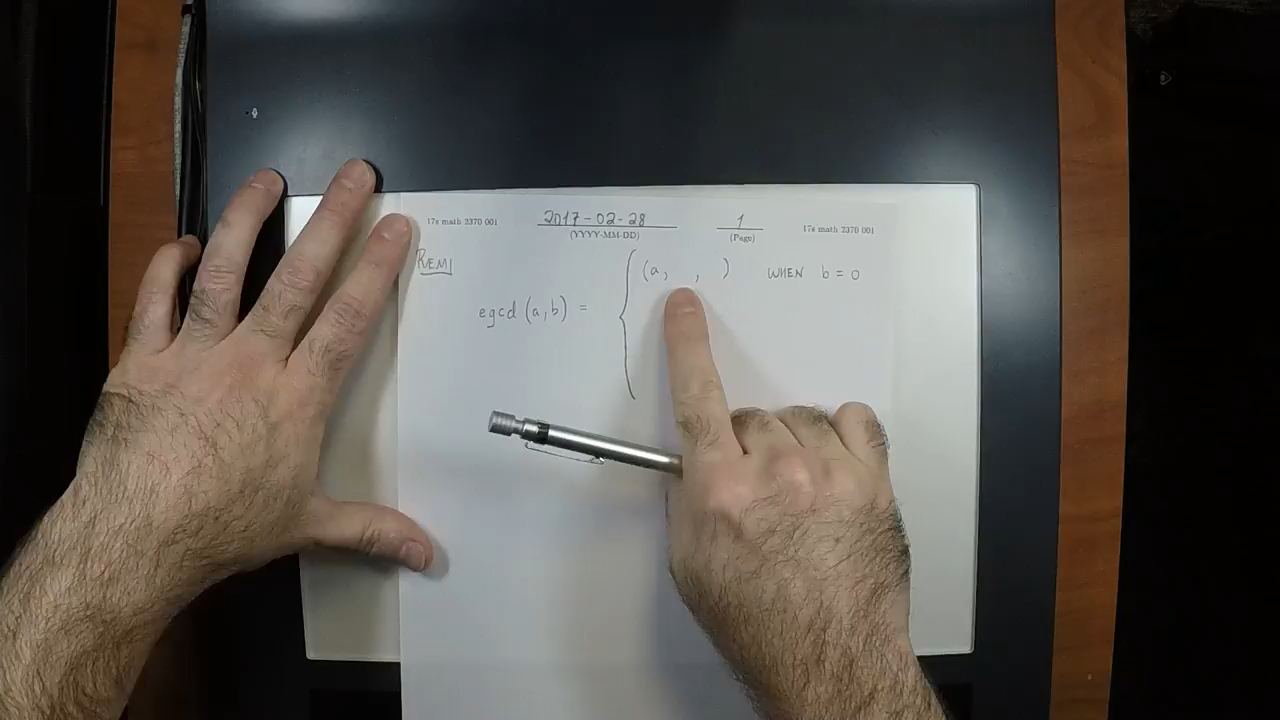 17s math 2370 001 2017-02-28 1 17s math 2370 001
(YYYY-MM-DD) (Page)
REM
(a, , ) WHEN b = 0
egcd (a,b) = {